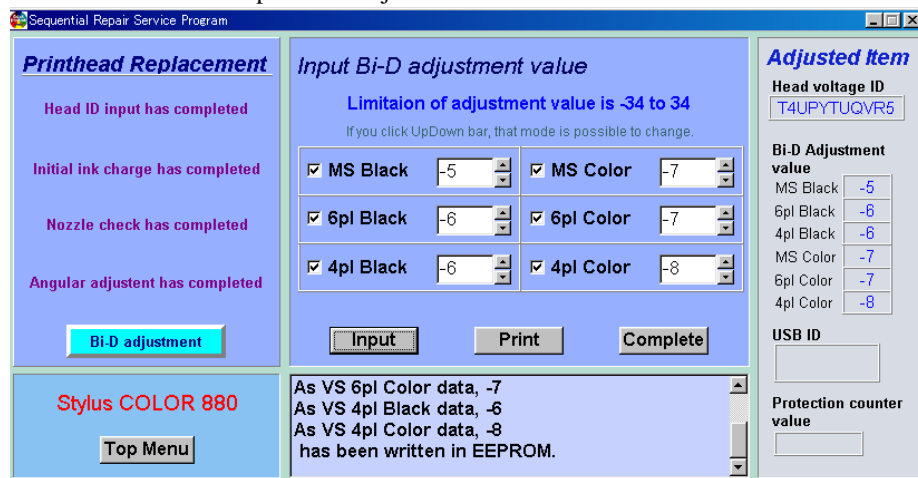 Sequential Repair Service Program
Printhead Replacement
Head ID input has completed
Initial ink charge has completed
Nozzle check has completed
Angular adjustent has completed
Bi-D adjustment
Stylus COLOR 880
Top Menu
Input Bi-D adjustment value
Limitaion of adjustment value is -34 to 34
If you click UpDown bar, that mode is possible to change.
MS Black -5 MS Color -7
6pl Black -6 6pl Color -7
4pl Black -6 4pl Color -8
Input Print Complete
As VS 6pl Color data, -7
As VS 4pl Black data, -6
As VS 4pl Color data, -8
has been written in EEPROM.
Adjusted Item
Head voltage ID
T4UPYTUQVR5
Bi-D Adjustment
value
MS Black -5
6pl Black -6
4pl Black -6
MS Color -7
6pl Color -7
4pl Color -8
USB ID
Protection counter
value